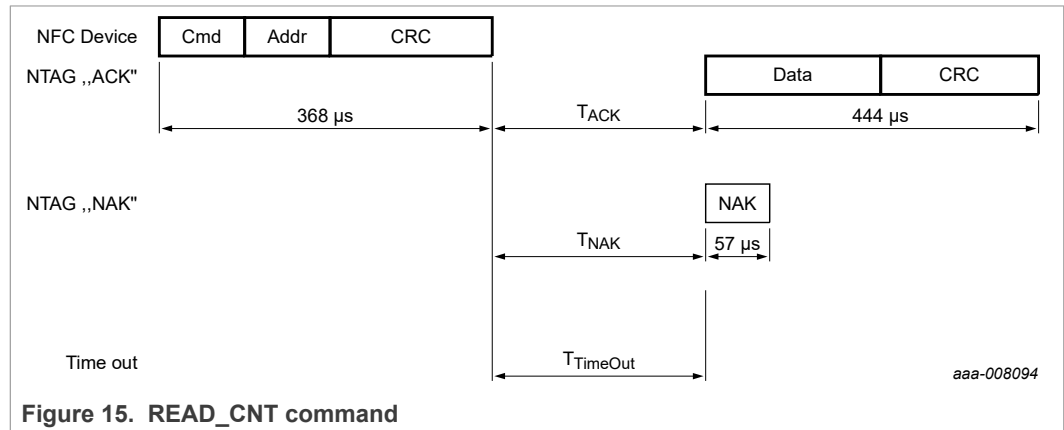 NFC Device Cmd Addr CRC
NTAG ,,ACK" Data CRC
368 µs TACK 444 µs
NTAG ,,NAK" NAK
TNAK 57 µs
Time out TTimeOut aaa-008094
Figure 15. READ_CNT command